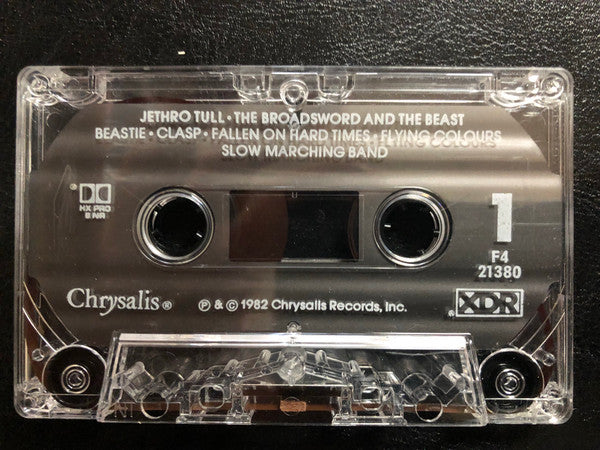 JETHRO TULL • THE BROADSWORD AND THE BEAST
BEASTIE • CLASP • FALLEN ON HARD TIMES • FLYING COLOURS
SLOW MARCHING BAND
HX PRO
B NR
1
F4
21380
Chrysalis®
℗ & © 1982 Chrysalis Records, Inc.
XDR